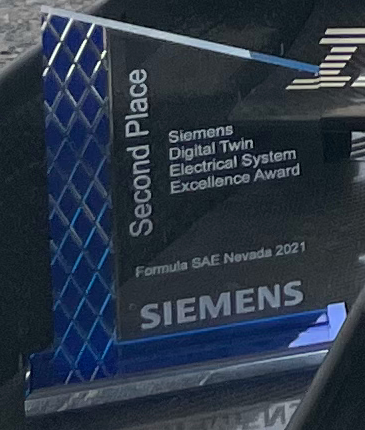 Second Place
Siemens
Digital Twin
Electrical System
Excellence Award
Formula SAE Nevada 2021
SIEMENS